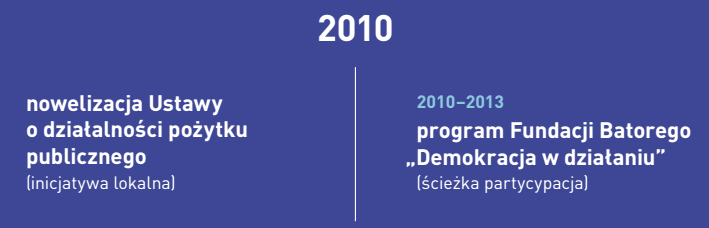 2010
nowelizacja Ustawy
o działalności pożytku
publicznego
(inicjatywa lokalna)
2010–2013
program Fundacji Batorego
„Demokracja w działaniu”
(ścieżka partycypacja)